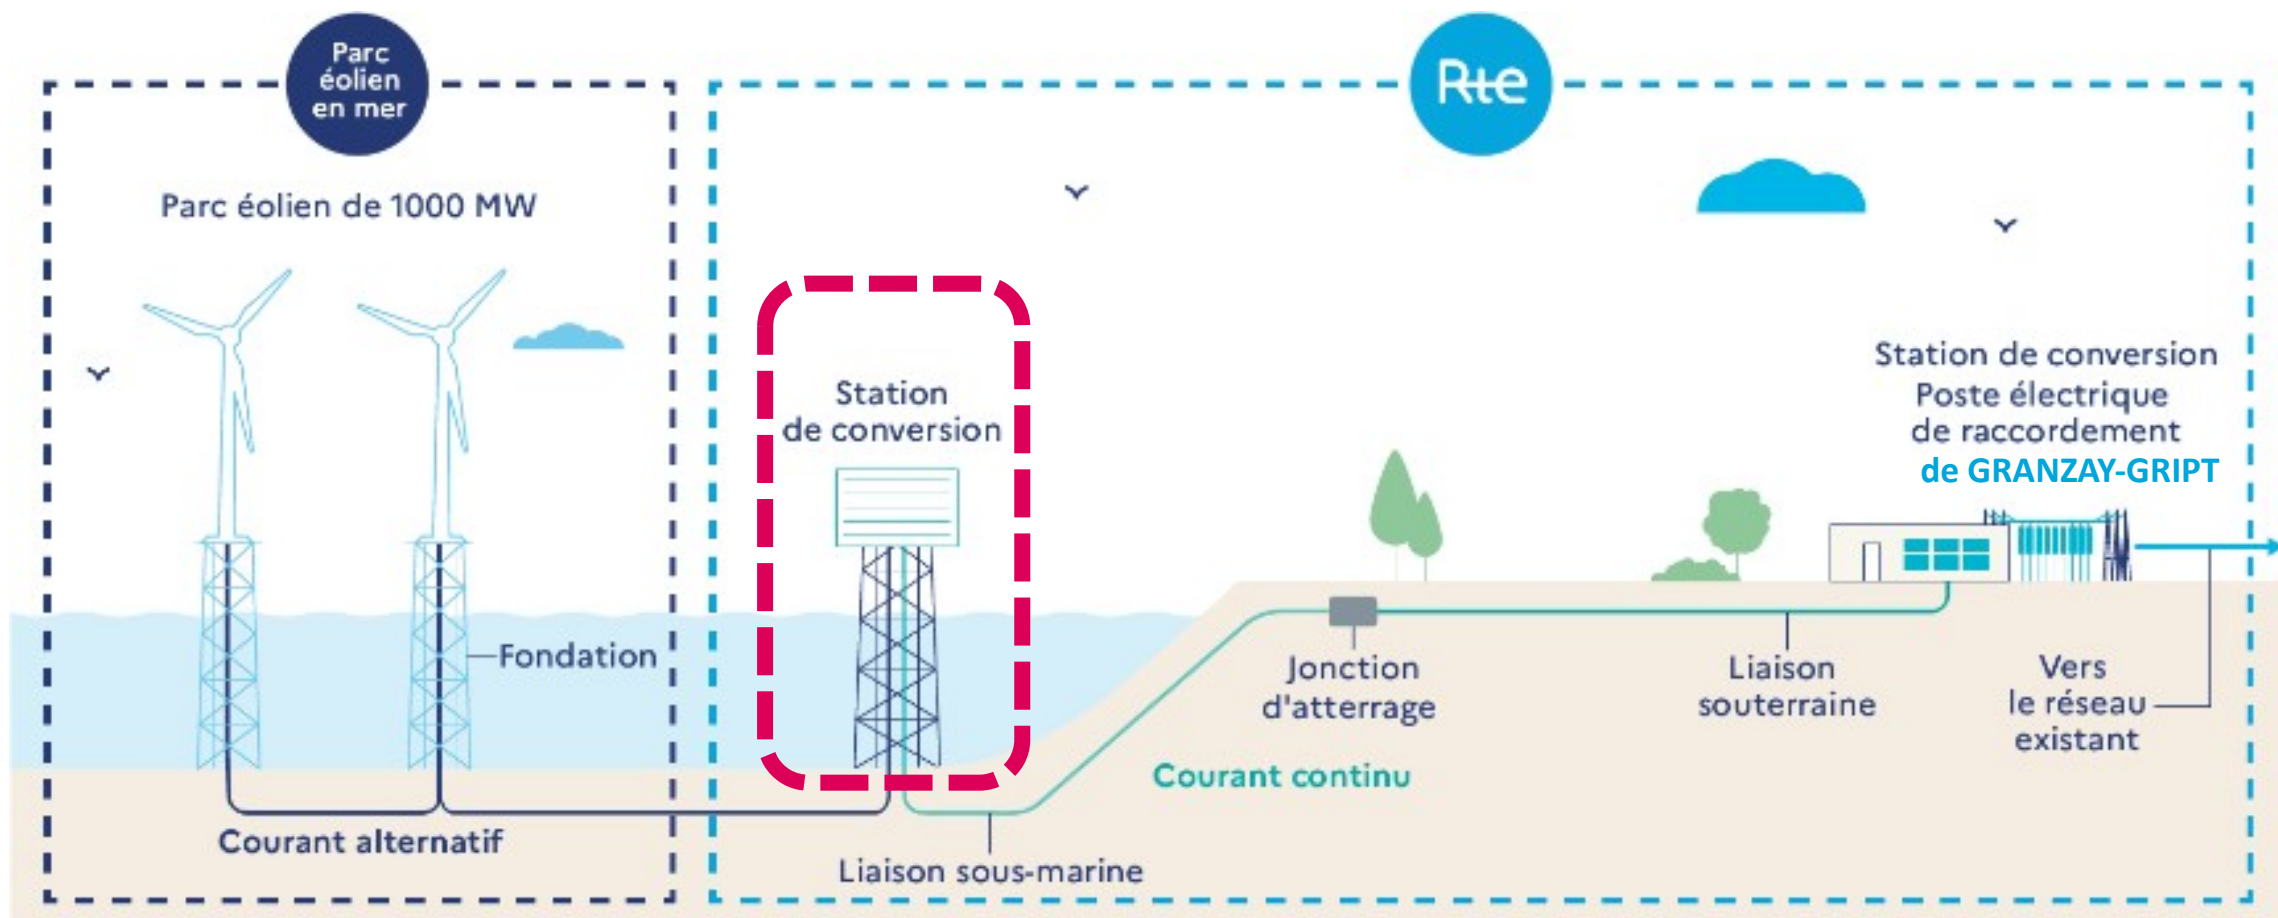 Parc
éolien
en mer
Rte
Parc éolien de 1000 MW
Station
de conversion
Station de conversion
Poste électrique
de raccordement
de GRANZAY-GRIPT
Fondation
Jonction
d'atterrage
Liaison
souterraine
Vers
le réseau
existant
Courant continu
Courant alternatif
Liaison sous-marine